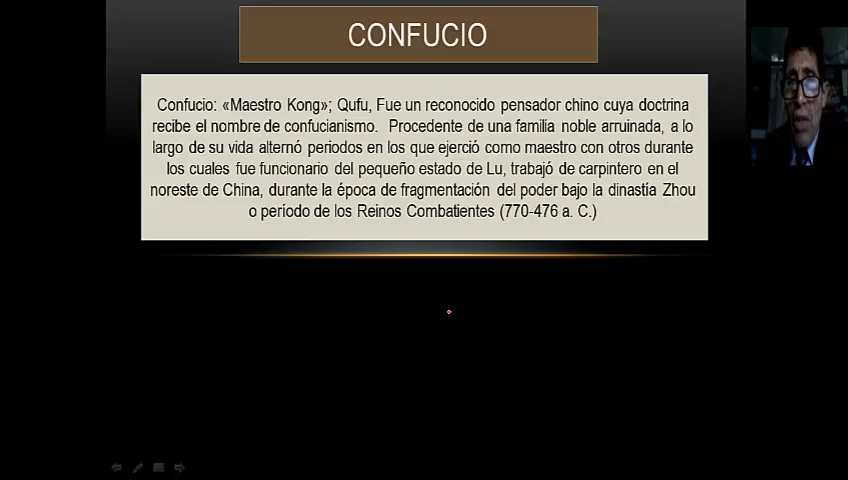 CONFUCIO
Confucio: «Maestro Kong»; Qufu, Fue un reconocido pensador chino cuya doctrina
recibe el nombre de confucianismo. Procedente de una familia noble arruinada, a lo
largo de su vida alternó periodos en los que ejerció como maestro con otros durante
los cuales fue funcionario del pequeño estado de Lu, trabajó de carpintero en el
noreste de China, durante la época de fragmentación del poder bajo la dinastía Zhou
o período de los Reinos Combatientes (770-476 a. C.)